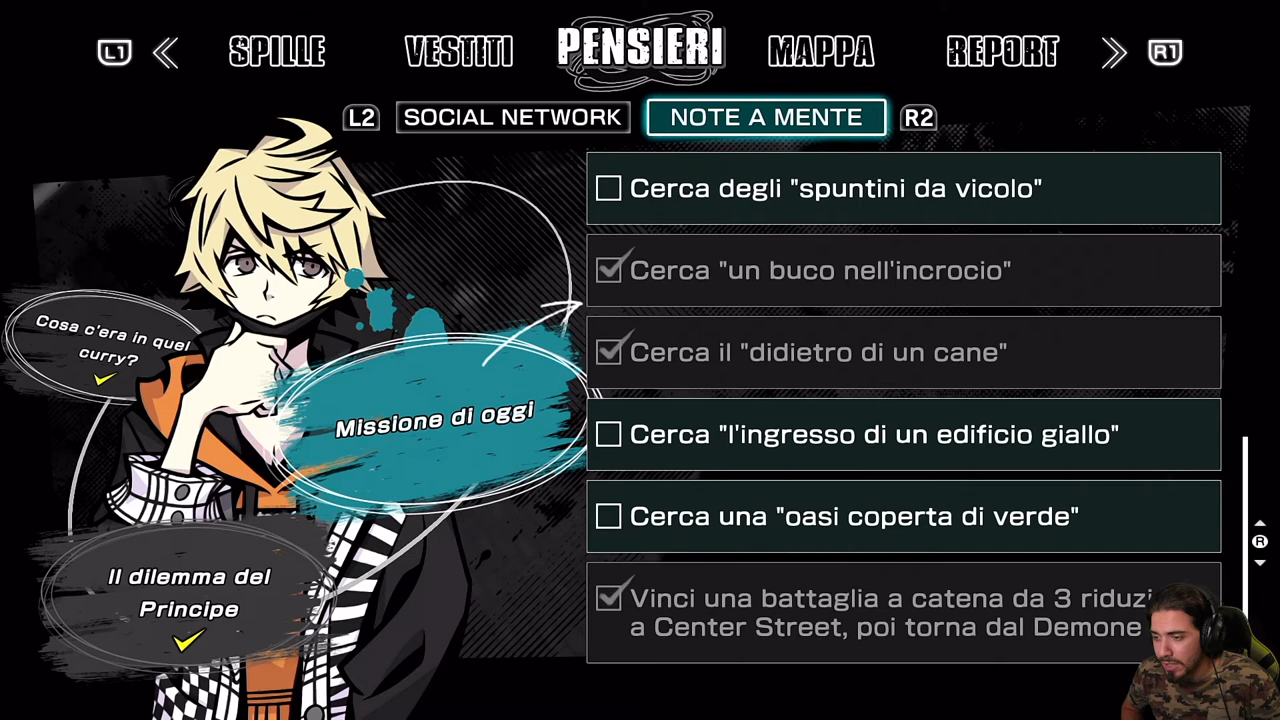 L1
SPILLE
VESTITI
PENSIERI
MAPPA
REPORT
R1
L2
SOCIAL NETWORK
NOTE A MENTE
R2
Cerca degli "spuntini da vicolo"
Cerca "un buco nell'incrocio"
Cerca il "didietro di un cane"
Cerca "l'ingresso di un edificio giallo"
Cerca una "oasi coperta di verde"
Vinci una battaglia a catena da 3 riduzi
a Center Street, poi torna dal Demone
Cosa c'era in quel
curry?
Missione di oggi
Il dilemma del
Principe
R